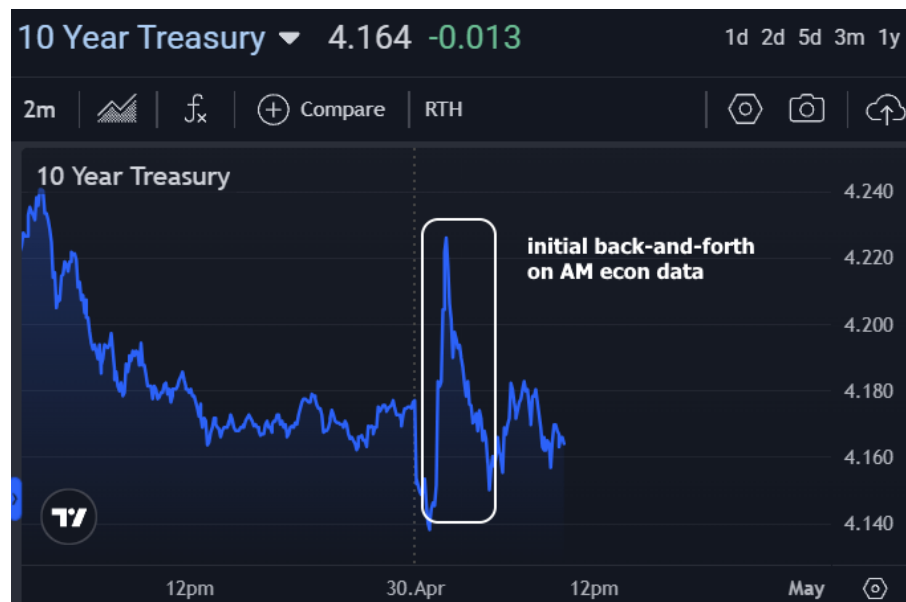 10 Year Treasury 4.164 -0.013 1d 2d 5d 3m 1y
2m fx Compare RTH
10 Year Treasury
4.240
initial back-and-forth
on AM econ data
4.220
4.200
4.180
4.160
4.140
12pm 30.Apr 12pm May